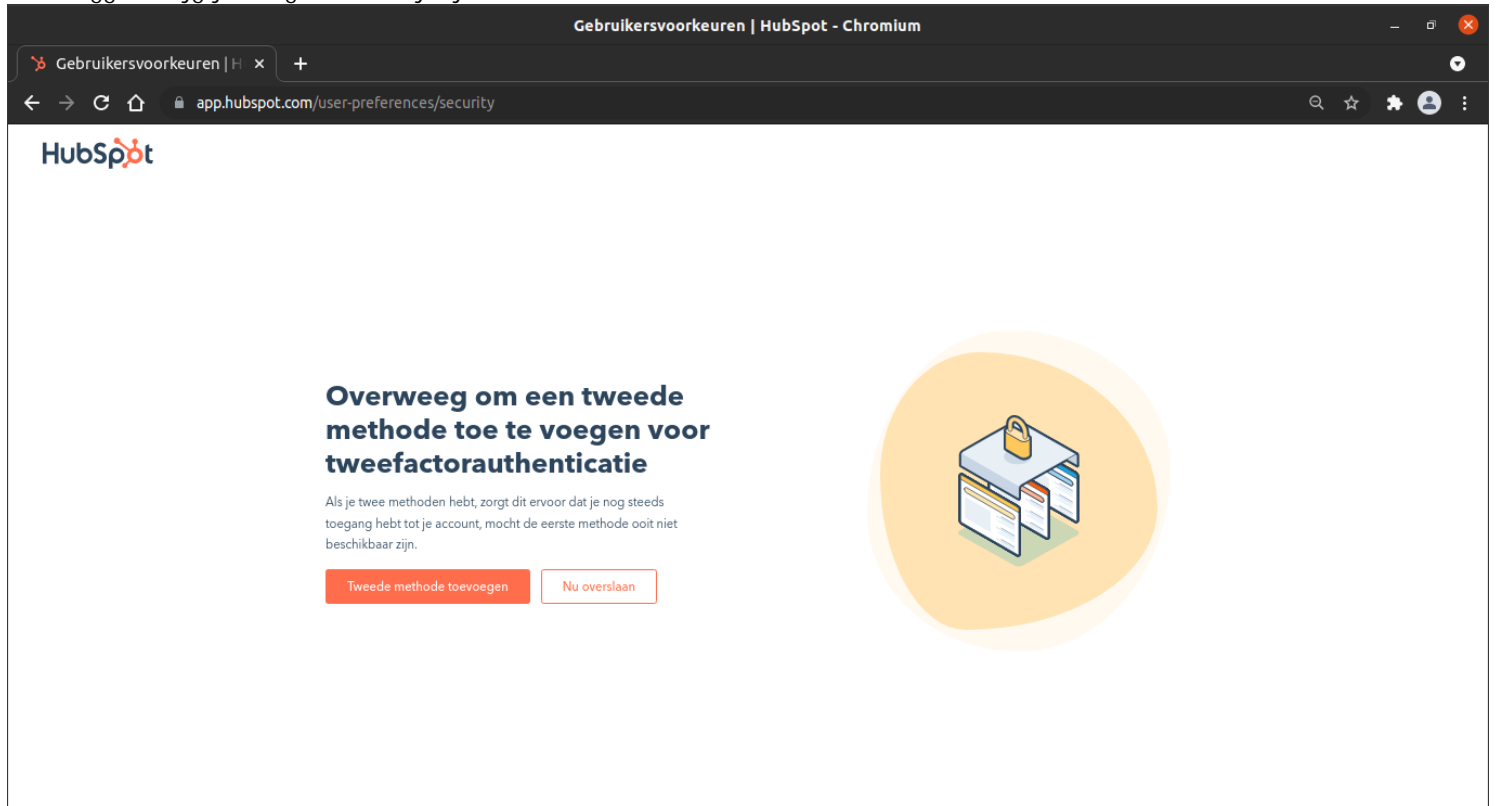 Gebruikersvoorkeuren | HubSpot - Chromium
Gebruikersvoorkeuren | H
app.hubspot.com/user-preferences/security
HubSpot
Overweeg om een tweede
methode toe te voegen voor
tweefactorauthenticatie
Als je twee methoden hebt, zorgt dit ervoor dat je nog steeds
toegang hebt tot je account, mocht de eerste methode ooit niet
beschikbaar zijn.
Tweede methode toevoegen
Nu overslaan